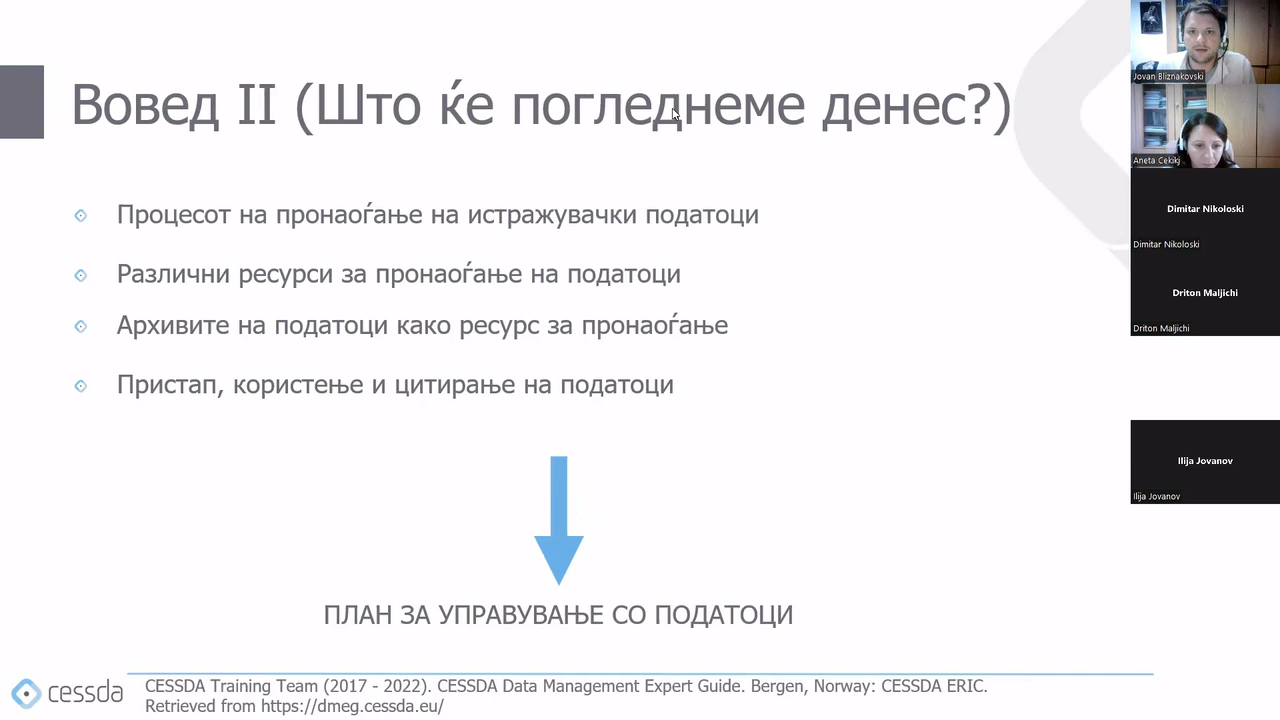 Вовед II (Што ќе погледнеме денес?)
Процесот на пронаоѓање на истражувачки податоци
Различни ресурси за пронаоѓање на податоци
Архивите на податоци како ресурс за пронаоѓање
Пристап, користење и цитирање на податоци
ПЛАН ЗА УПРАВУВАЊЕ СО ПОДАТОЦИ
cessda
CESSDA Training Team (2017 - 2022). CESSDA Data Management Expert Guide. Bergen, Norway: CESSDA ERIC.
Retrieved from https://dmeg.cessda.eu/
Jovan Bliznakovski
Aneta Cekikj
Dimitar Nikoloski
Dimitar Nikoloski
Driton Maljichi
Driton Maljichi
Ilija Jovanov
Ilija Jovanov